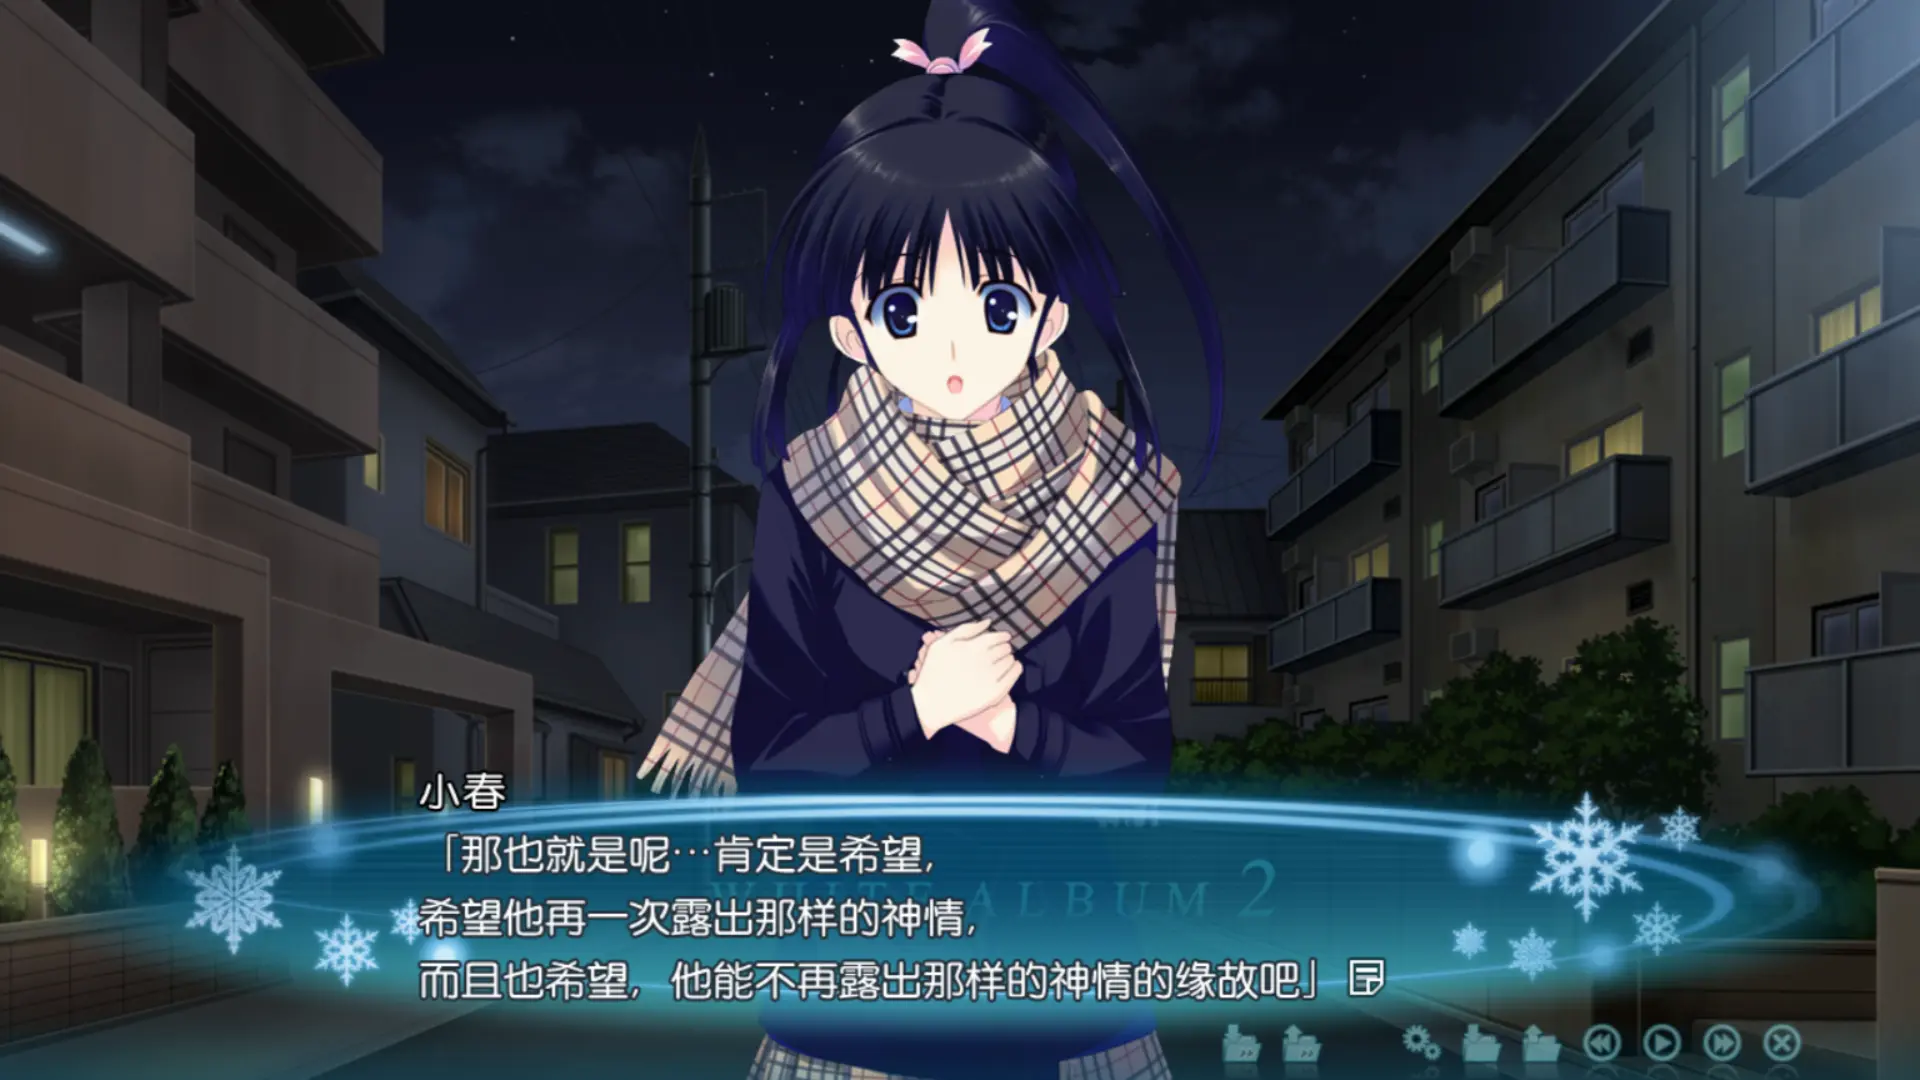 小春
「那也就是呢…肯定是希望,
希望他再一次露出那样的神情,
而且也希望, 他能不再露出那样的神情的缘故吧」
WHITE ALBUM 2